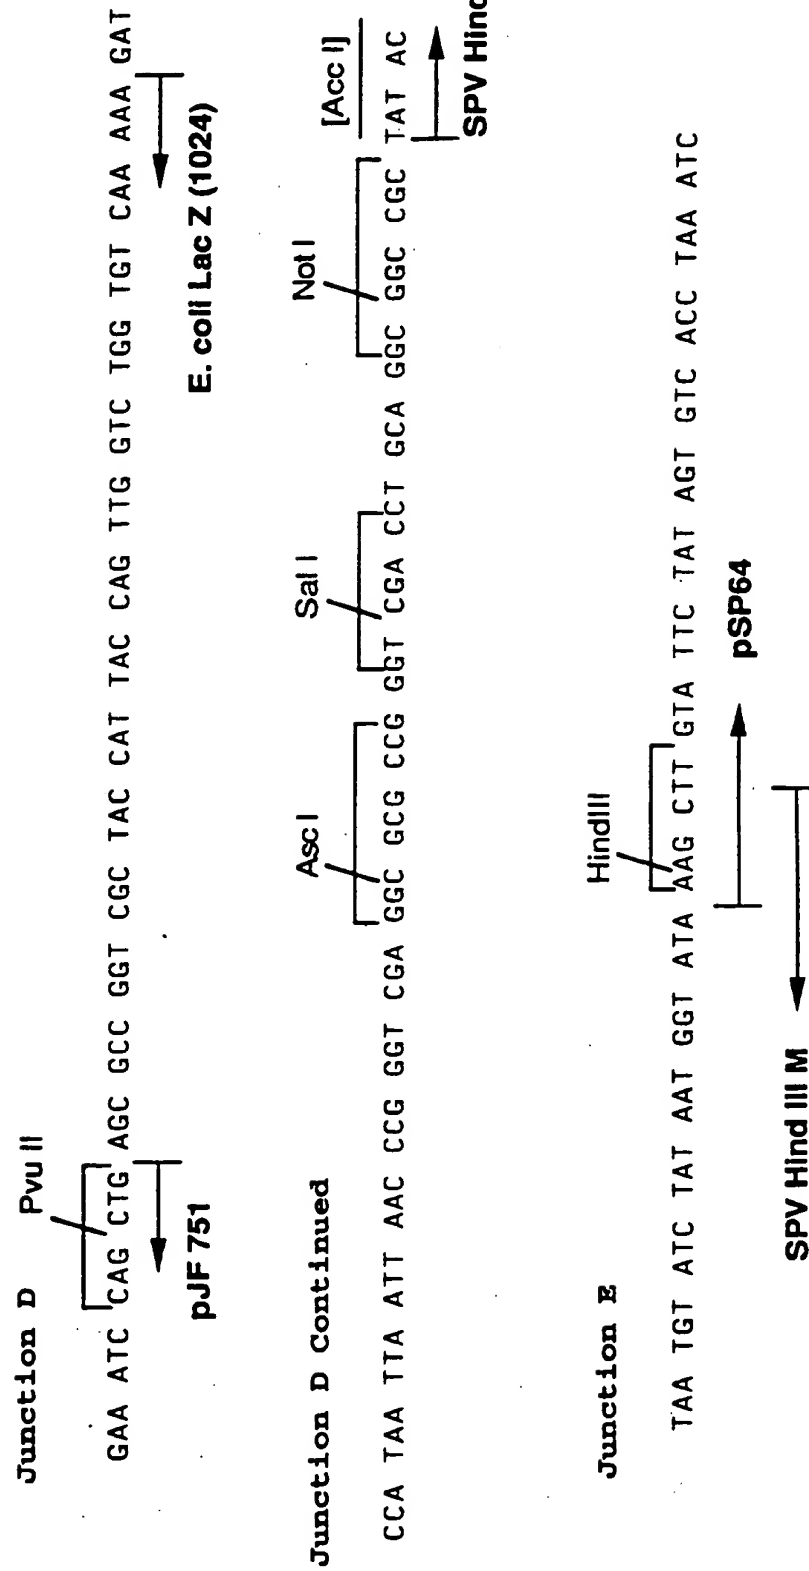 Junction D
Pvu II
GAA ATC CAG CTG AGC GCC GGT CGC TAC CAT TAC CAG TTG GTC TGG TGT CAA AAA GAT
pJF 751
E. coli Lac Z (1024)
Junction D Continued
Asc I
Sal I
Not I
[Acc I]
CCA TAA TTA ATT AAC CCG GGT CGA GGC GCG CCG GGT CGA CCT GCA GGC GGC CGC TAT AC
SPV Hind
Junction E
HindIII
TAA TGT ATC TAT AAT GGT ATA AAG CTT GTA TTC TAT AGT GTC ACC TAA ATC
pSP64
SPV Hind III M